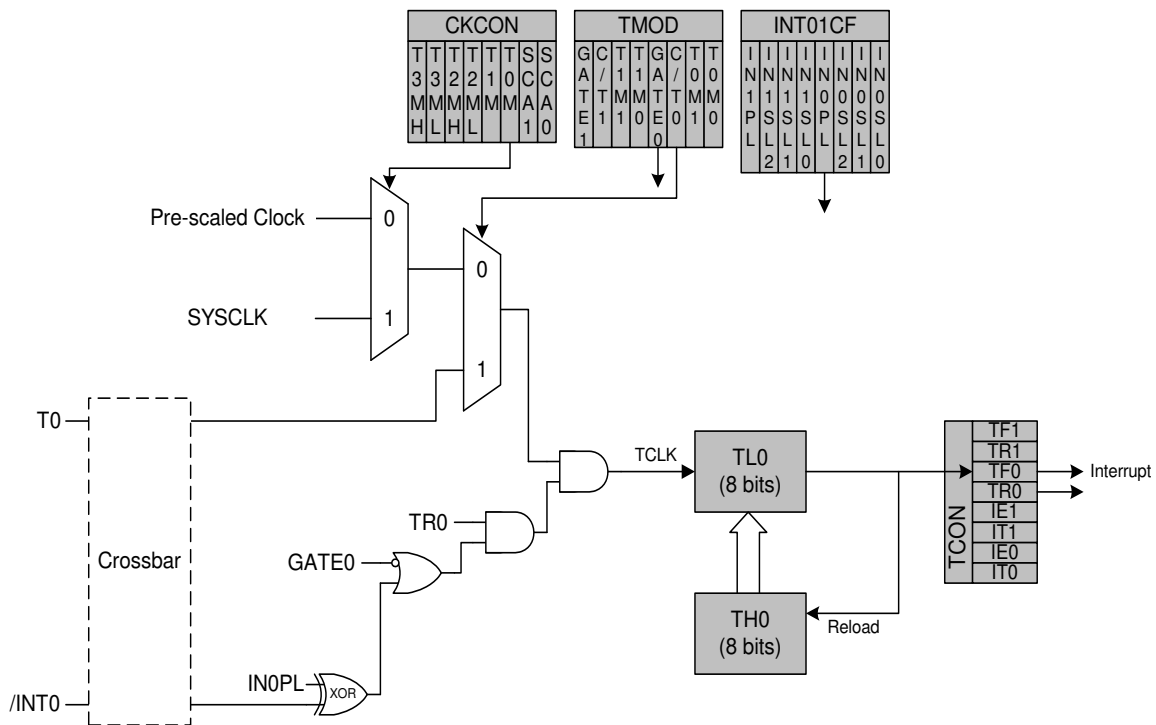 CKCON
T3MH
T3ML
T2MH
T2ML
T1M
T0M
SCA1
SCA0
TMOD
GATE1
C/T1
T1M1
T1M0
GATE0
C/T0
T0M1
T0M0
INT01CF
IN1PL
IN1SL2
IN1SL1
IN1SL0
IN0PL
IN0SL2
IN0SL1
IN0SL0
Pre-scaled Clock
0
SYSCLK
1
0
1
T0
Crossbar
/INT0
TR0
GATE0
IN0PL
XOR
TCLK
TL0
(8 bits)
TH0
(8 bits)
Reload
TCON
TF1
TR1
TF0
TR0
IE1
IT1
IE0
IT0
Interrupt